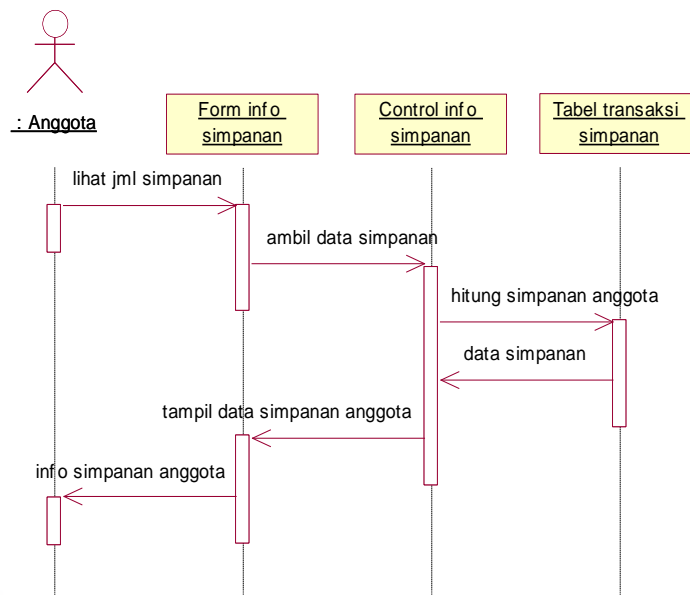 : Anggota
Form info
simpanan
Control info
simpanan
Tabel transaksi
simpanan
lihat jml simpanan
ambil data simpanan
hitung simpanan anggota
data simpanan
tampil data simpanan anggota
info simpanan anggota